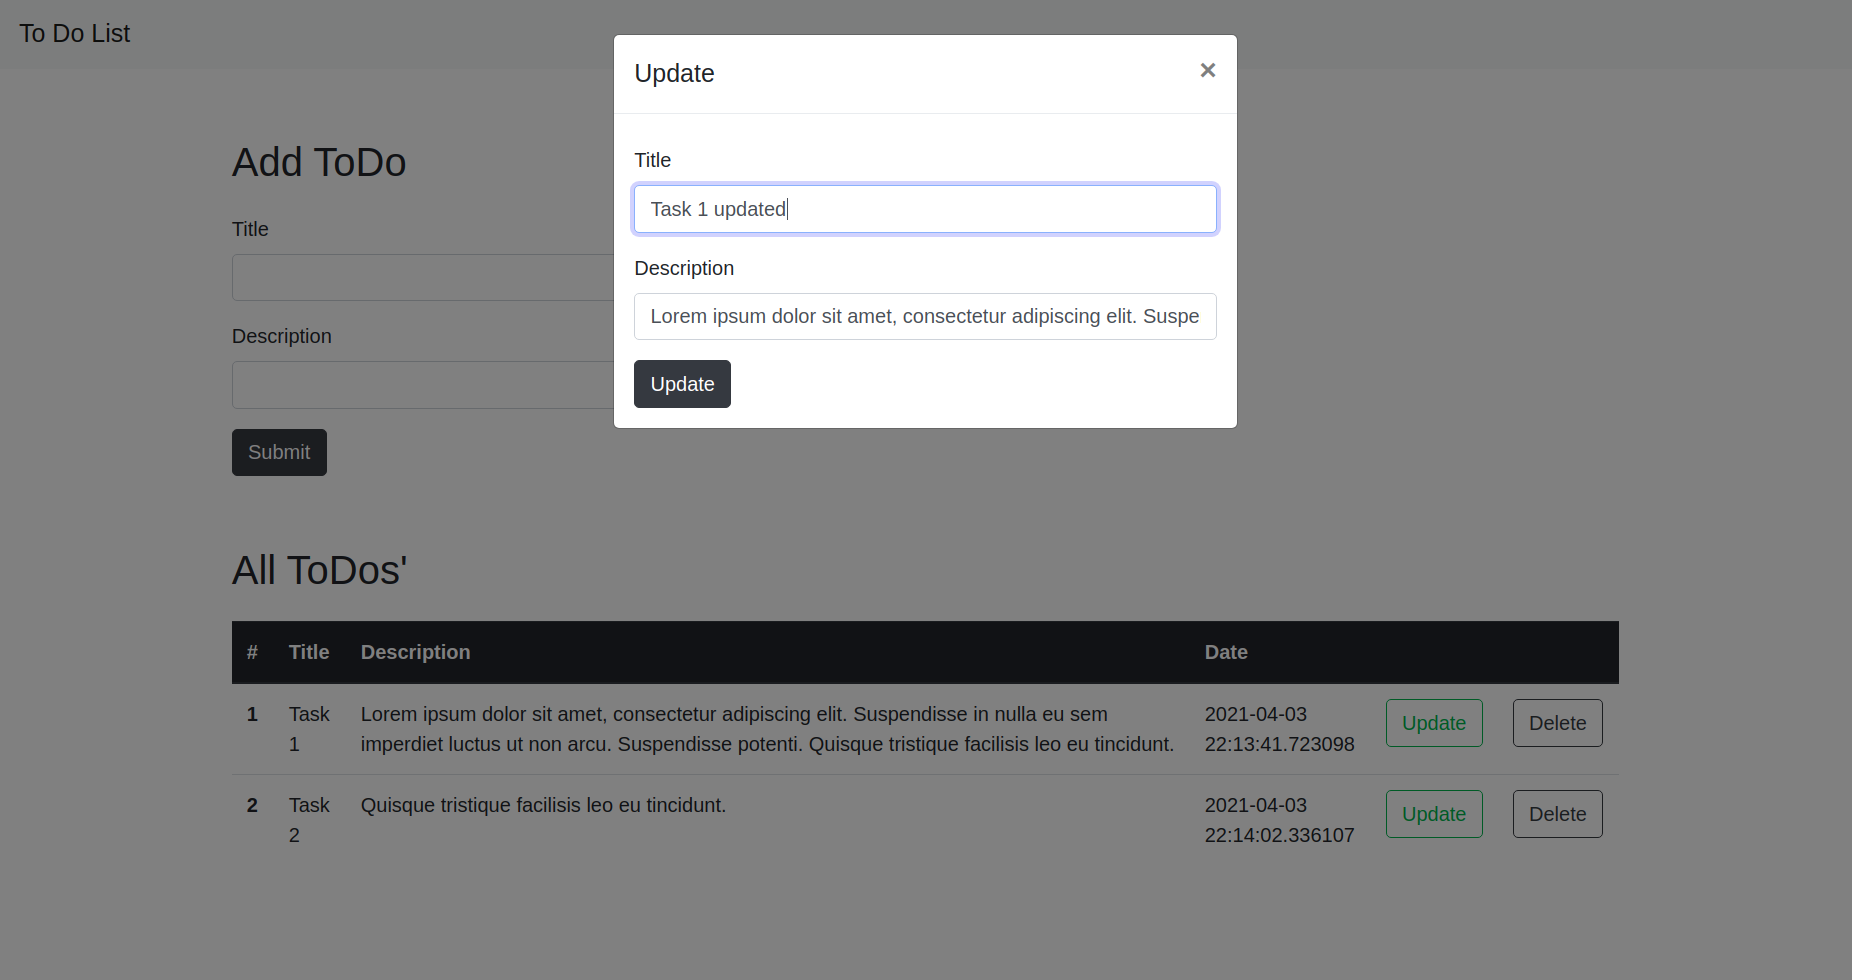 To Do List
Update
×
Title
Task 1 updated
Description
Lorem ipsum dolor sit amet, consectetur adipiscing elit. Suspe
Update
Add ToDo
Title
Description
Submit
All ToDos'
# Title Description Date
1 Task Lorem ipsum dolor sit amet, consectetur adipiscing elit. Suspendisse in nulla eu sem 2021-04-03 Update Delete
1 imperdiet luctus ut non arcu. Suspendisse potenti. Quisque tristique facilisis leo eu tincidunt. 22:13:41.723098
2 Task Quisque tristique facilisis leo eu tincidunt. 2021-04-03 Update Delete
2 22:14:02.336107